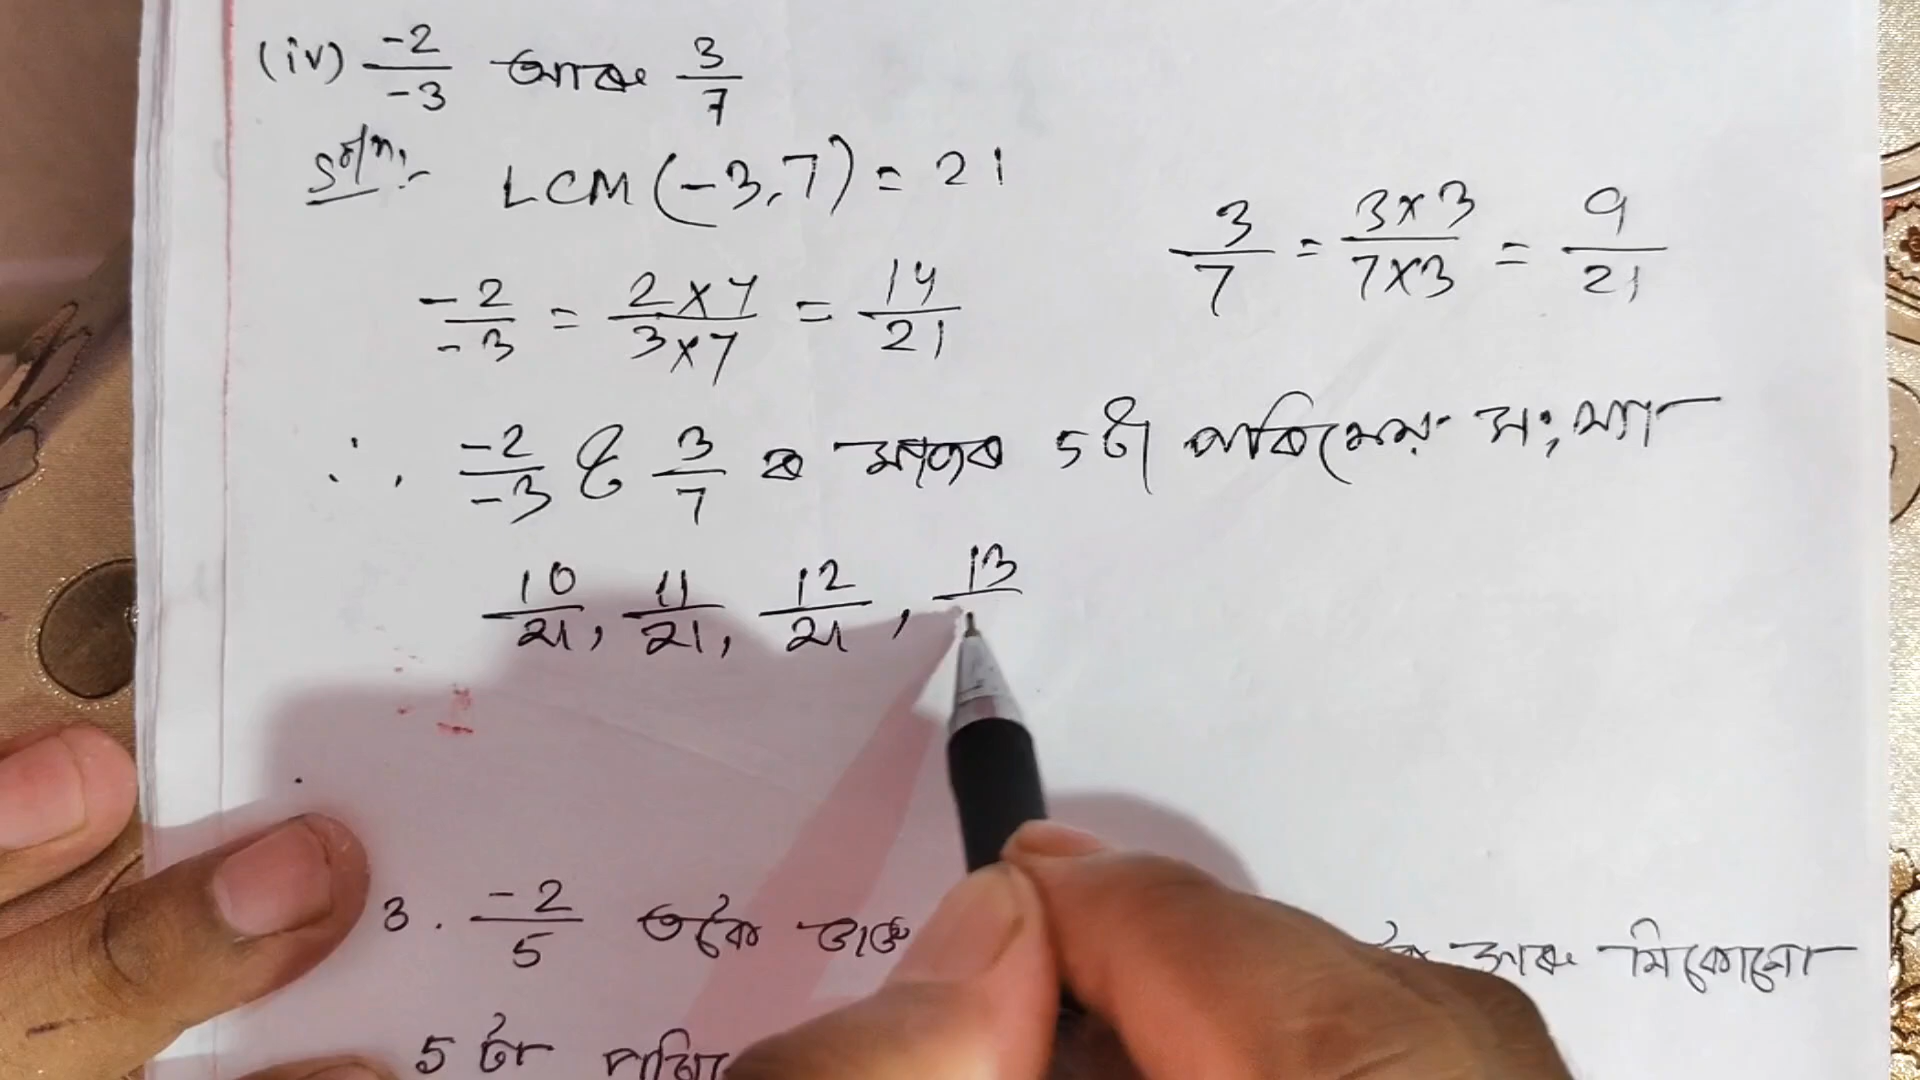 (iv) -2/-3 আৰু 3/7
Soln:- LCM (-3, 7) = 21
3/7 = 3×3/7×3 = 9/21
-2/-3 = 2×7/3×7 = 14/21
∴ -2/-3 ও 3/7 ৰ মাজৰ 5টা পৰিমেয় সংখ্যা
10/21, 11/21, 12/21, 13
3. -2/5 তকৈ আৰু যিকোনো
5 টা